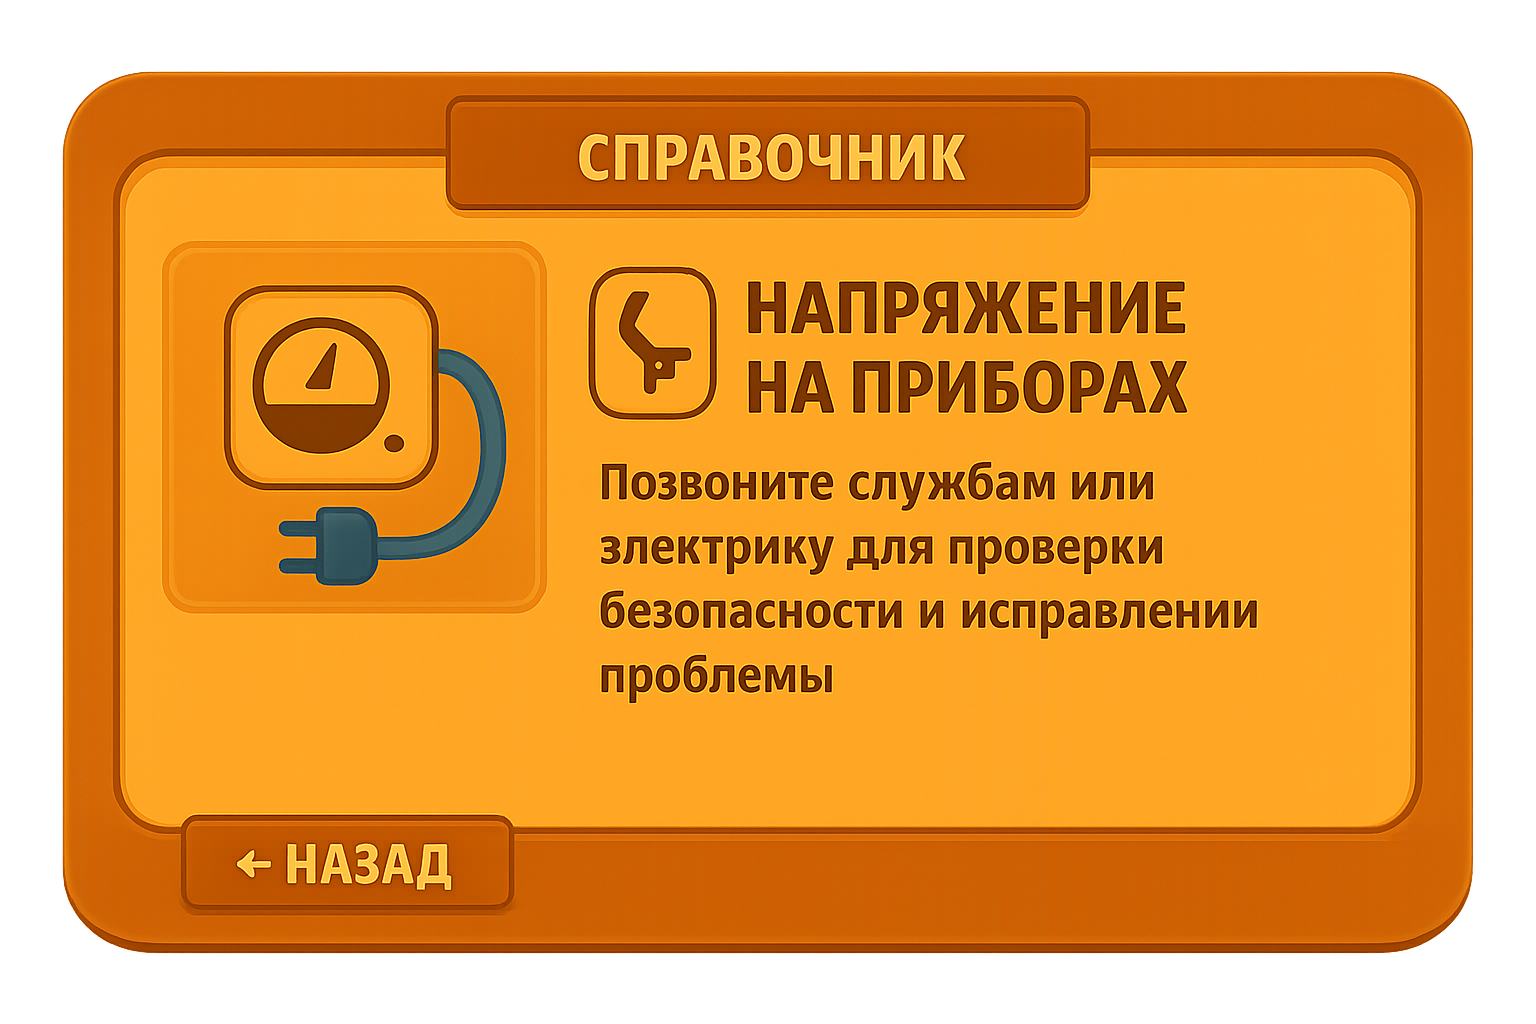 СПРАВОЧНИК
НАПРЯЖЕНИЕ
НА ПРИБОРАХ
Позвоните службам или
злектрику для проверки
безопасности и исправлении
проблемы
← НАЗАД